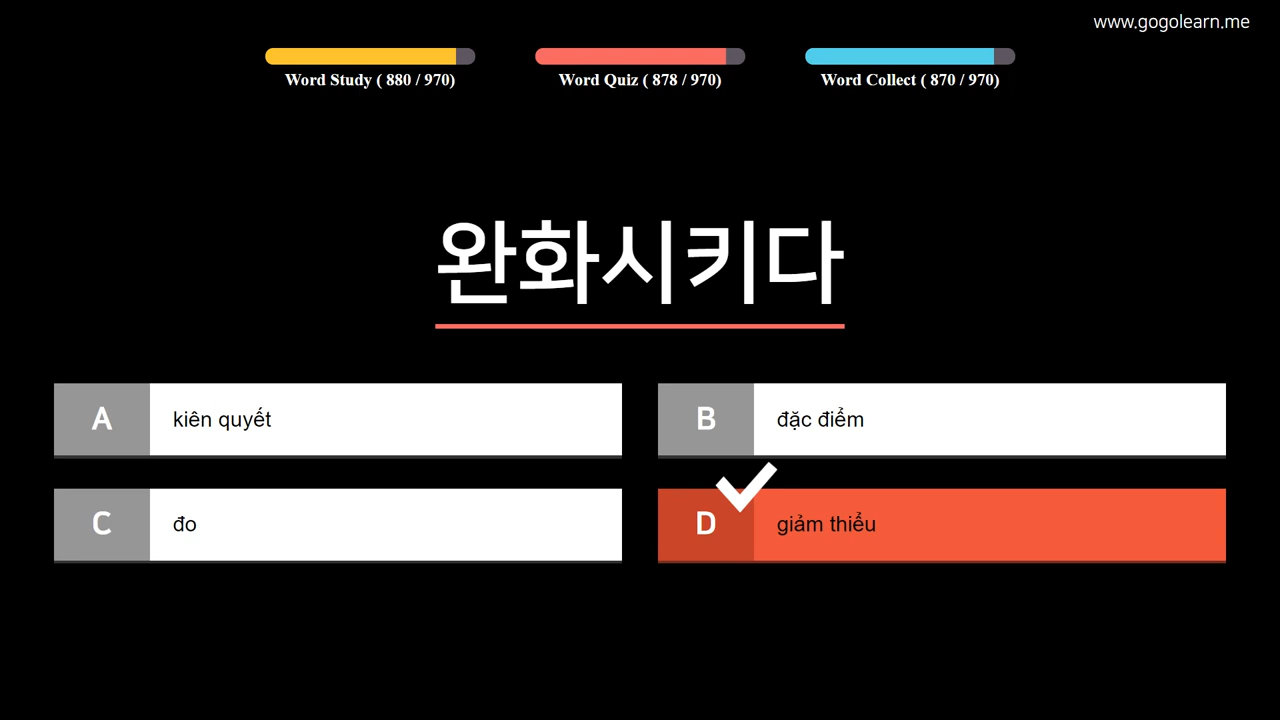 www.gogolearn.me
Word Study ( 880 / 970)
Word Quiz ( 878 / 970)
Word Collect ( 870 / 970)
완화시키다
A kiên quyết
B đặc điểm
C đo
D giảm thiểu